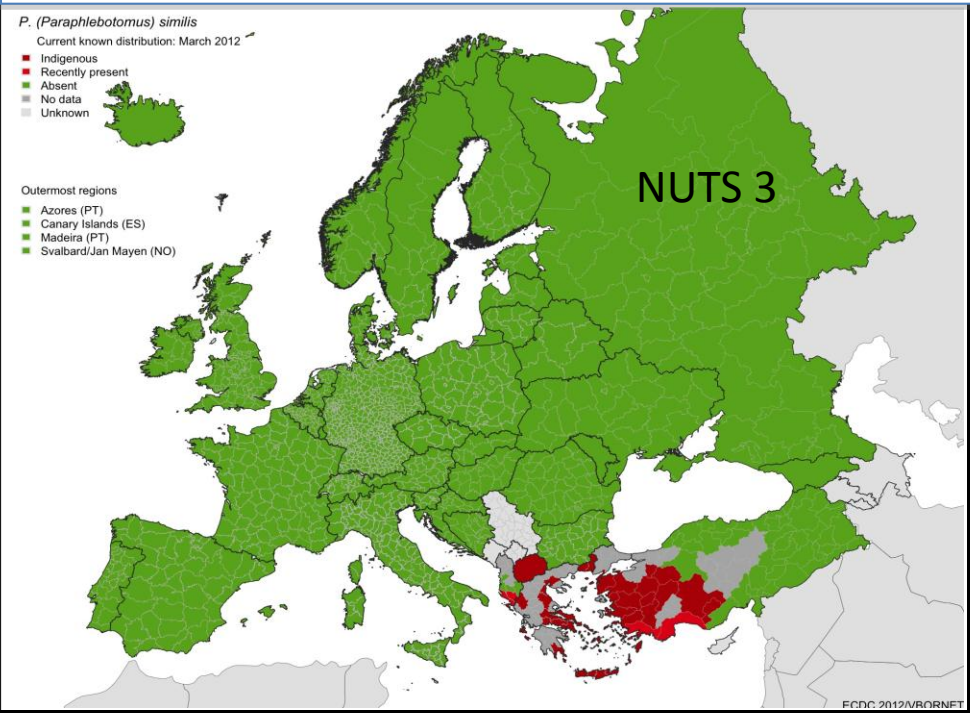 P. (Paraphlebotomus) similis
Current known distribution: March 2012
Indigenous
Recently present
Absent
No data
Unknown
Outermost regions
Azores (PT)
Canary Islands (ES)
Madeira (PT)
Svalbard/Jan Mayen (NO)
NUTS 3
ECDC 2012/VBORNET